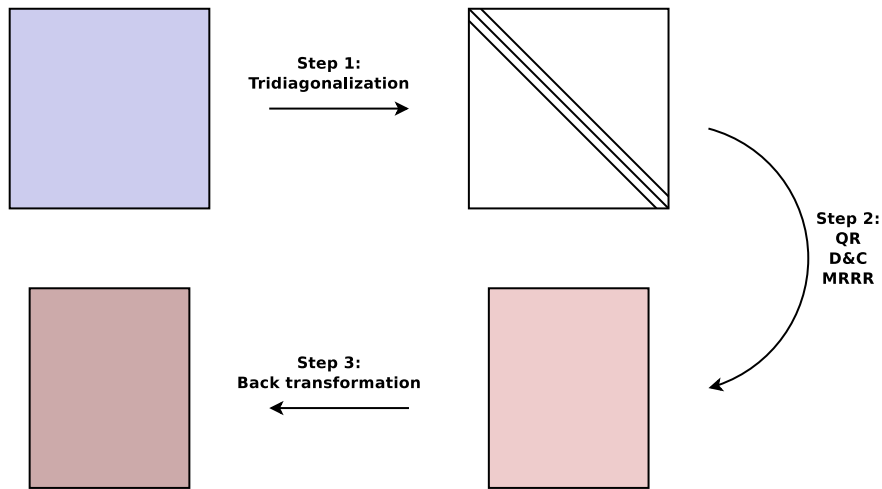 Step 1:
Tridiagonalization
Step 2:
QR
D&C
MRRR
Step 3:
Back transformation